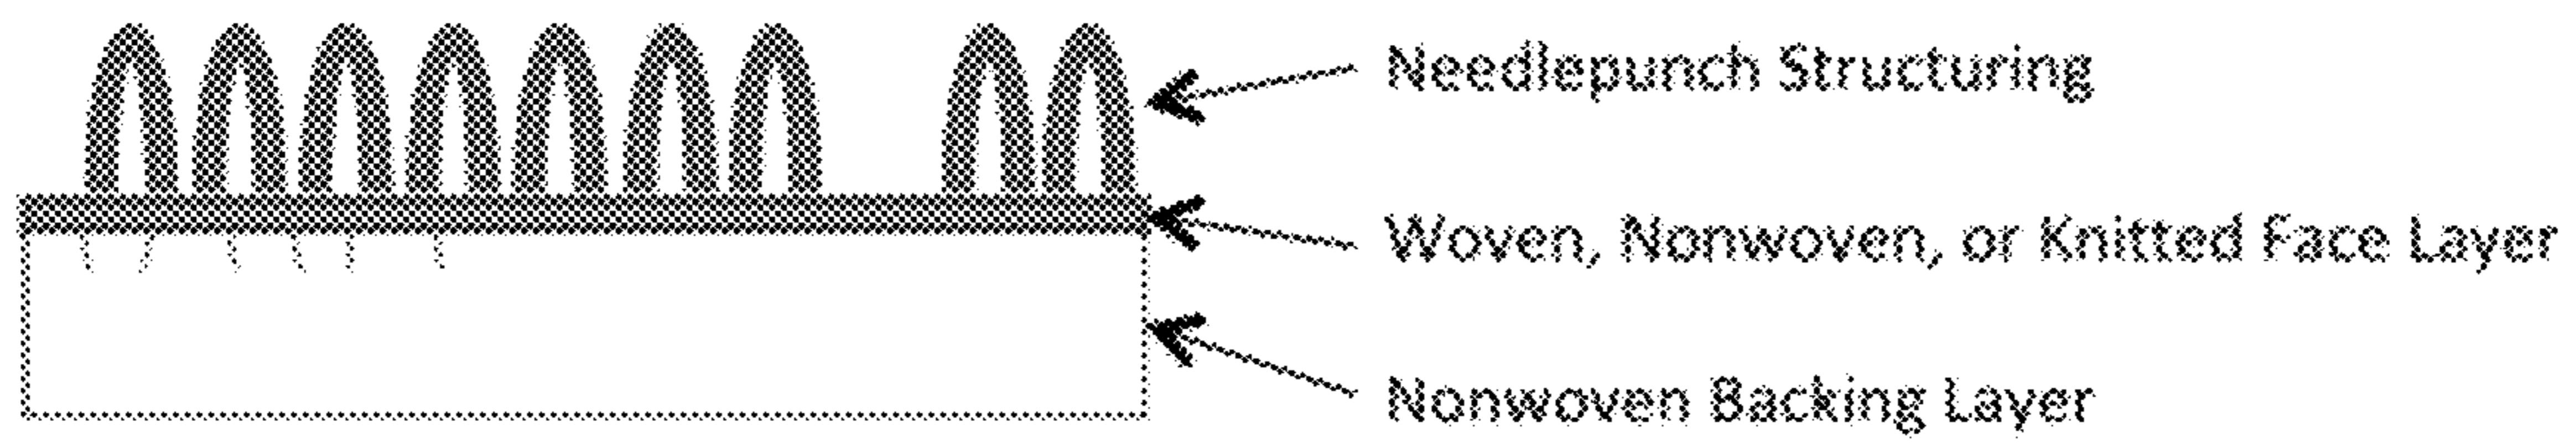 Needlepunch Structuring
Woven, Nonwoven, or Knitted Face Layer
Nonwoven Backing Layer